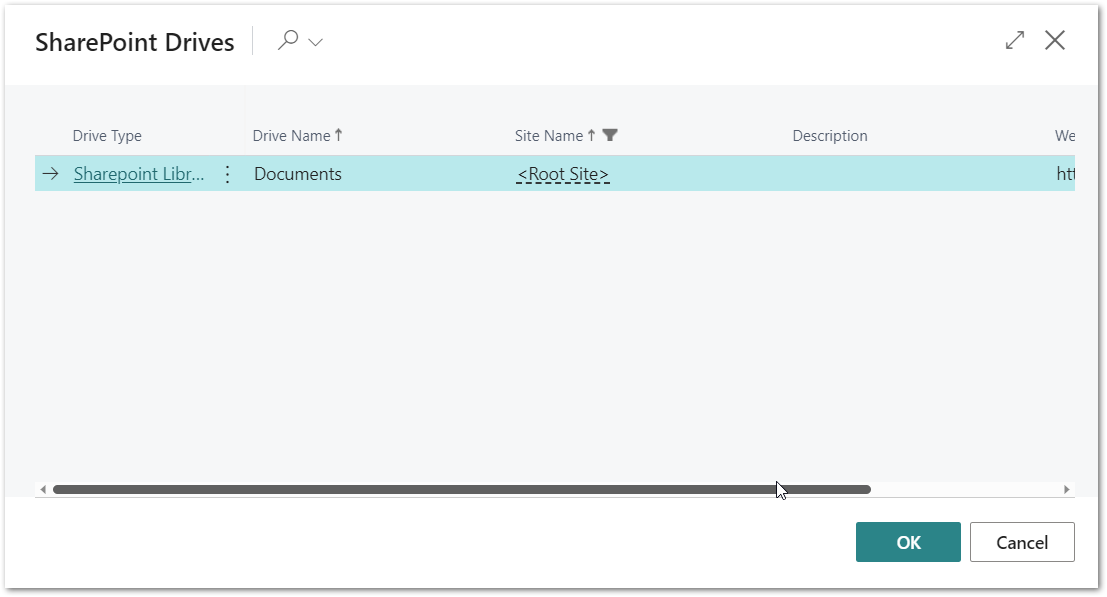 SharePoint Drives
Drive Type Drive Name ↑ Site Name ↑ Description We
Sharepoint Libr... Documents <Root Site> htt
OK Cancel